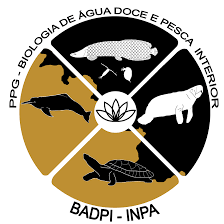 PPG - BIOLOGIA DE ÁGUA DOCE E PESCA INTERIOR
BADPI - INPA